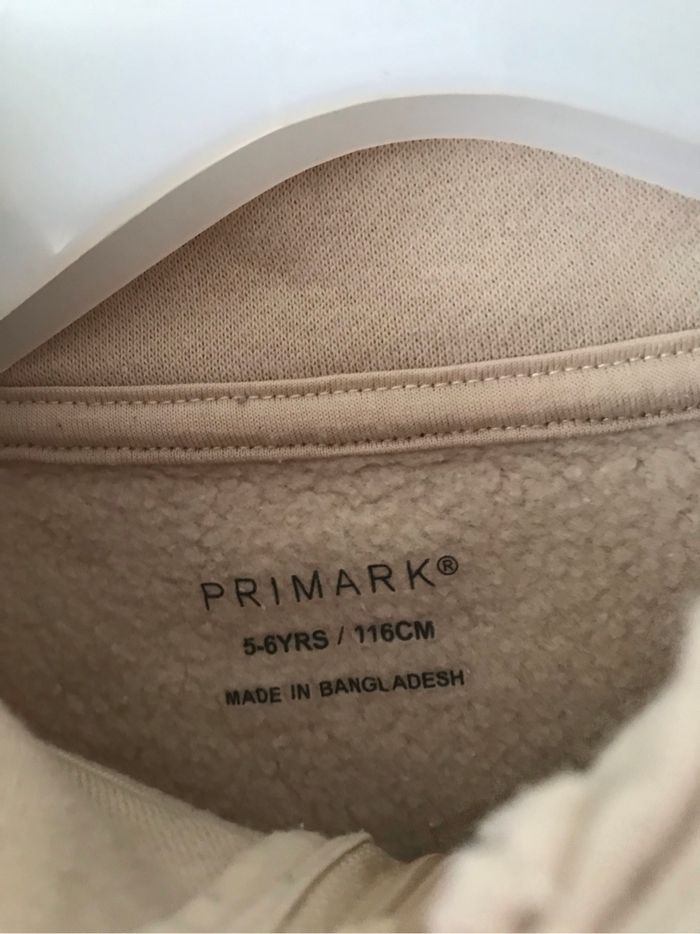 PRIMARK®
5-6YRS / 116CM
MADE IN BANGLADESH